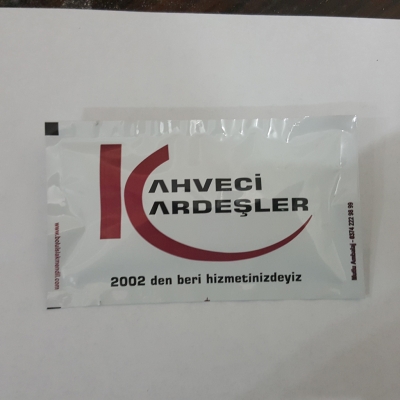 KAHVECİ
KARDEŞLER
2002 den beri hizmetinizdeyiz